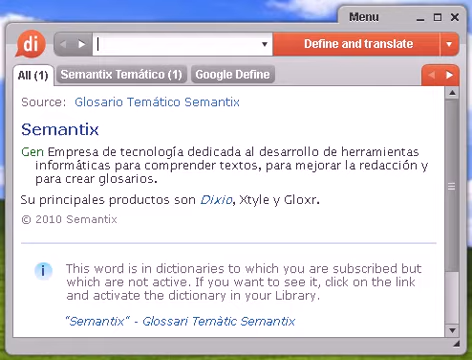 Menu
di
Define and translate
All (1)
Semantix Temático (1)
Google Define
Source: Glosario Temático Semantix
Semantix
Gen Empresa de tecnología dedicada al desarrollo de herramientas
informáticas para comprender textos, para mejorar la redacción y
para crear glosarios.
Su principales productos son Dixio, Xtyle y Gloxr.
© 2010 Semantix
i
This word is in dictionaries to which you are subscribed but
which are not active. If you want to see it, click on the link
and activate the dictionary in your Library.
"Semantix" - Glossari Temàtic Semantix